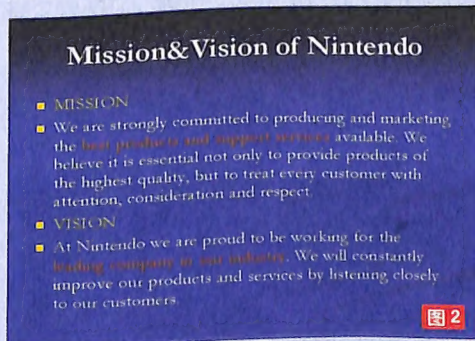 Mission&Vision of Nintendo
MISSION
We are strongly committed to producing and marketing
the best products and support services available. We
believe it is essential not only to provide products of
the highest quality, but to treat every customer with
attention, consideration and respect.
VISION
At Nintendo we are proud to be working for the
leading company in our industry. We will constantly
improve our products and services by listening closely
to our customers.
图2